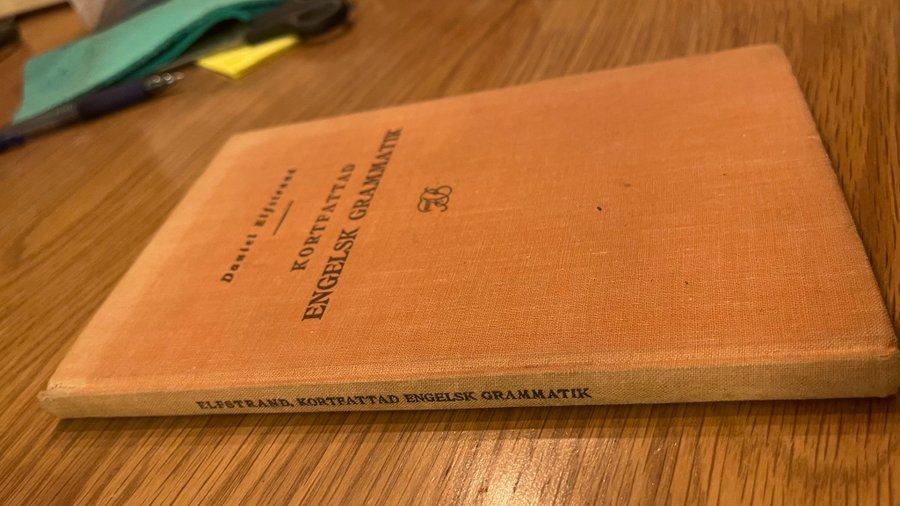 Daniel Elfstrand
KORTFATTAD
ENGELSK GRAMMATIK
ELFSTRAND, KORTFATTAD ENGELSK GRAMMATIK